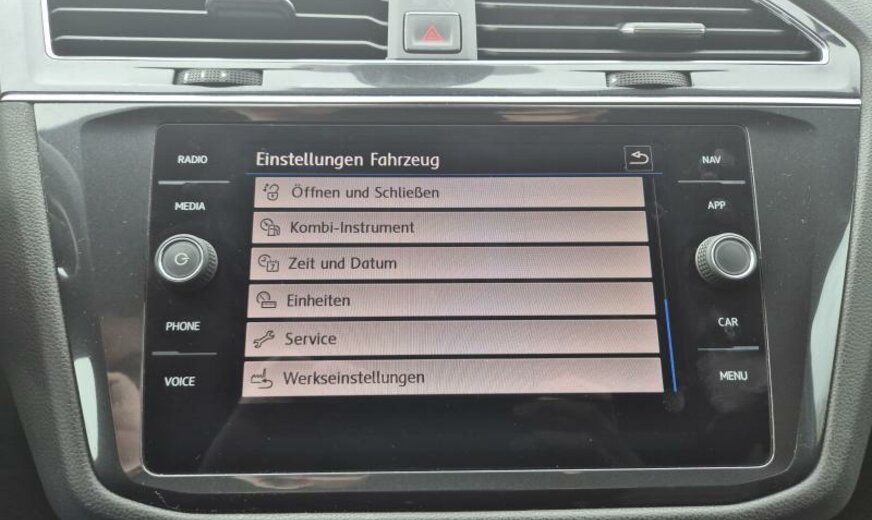 RADIO
MEDIA
PHONE
VOICE
Einstellungen Fahrzeug
Öffnen und Schließen
Kombi-Instrument
Zeit und Datum
7
Einheiten
Service
Werkseinstellungen
NAV
APP
CAR
MENU